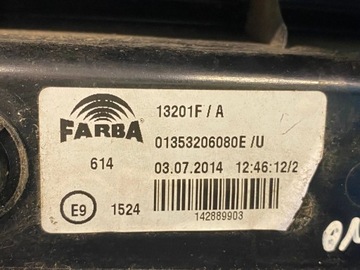 FARBA
13201F / A
01353206080E /U
614
03.07.2014 12:46:12/2
E9
1524
142889903